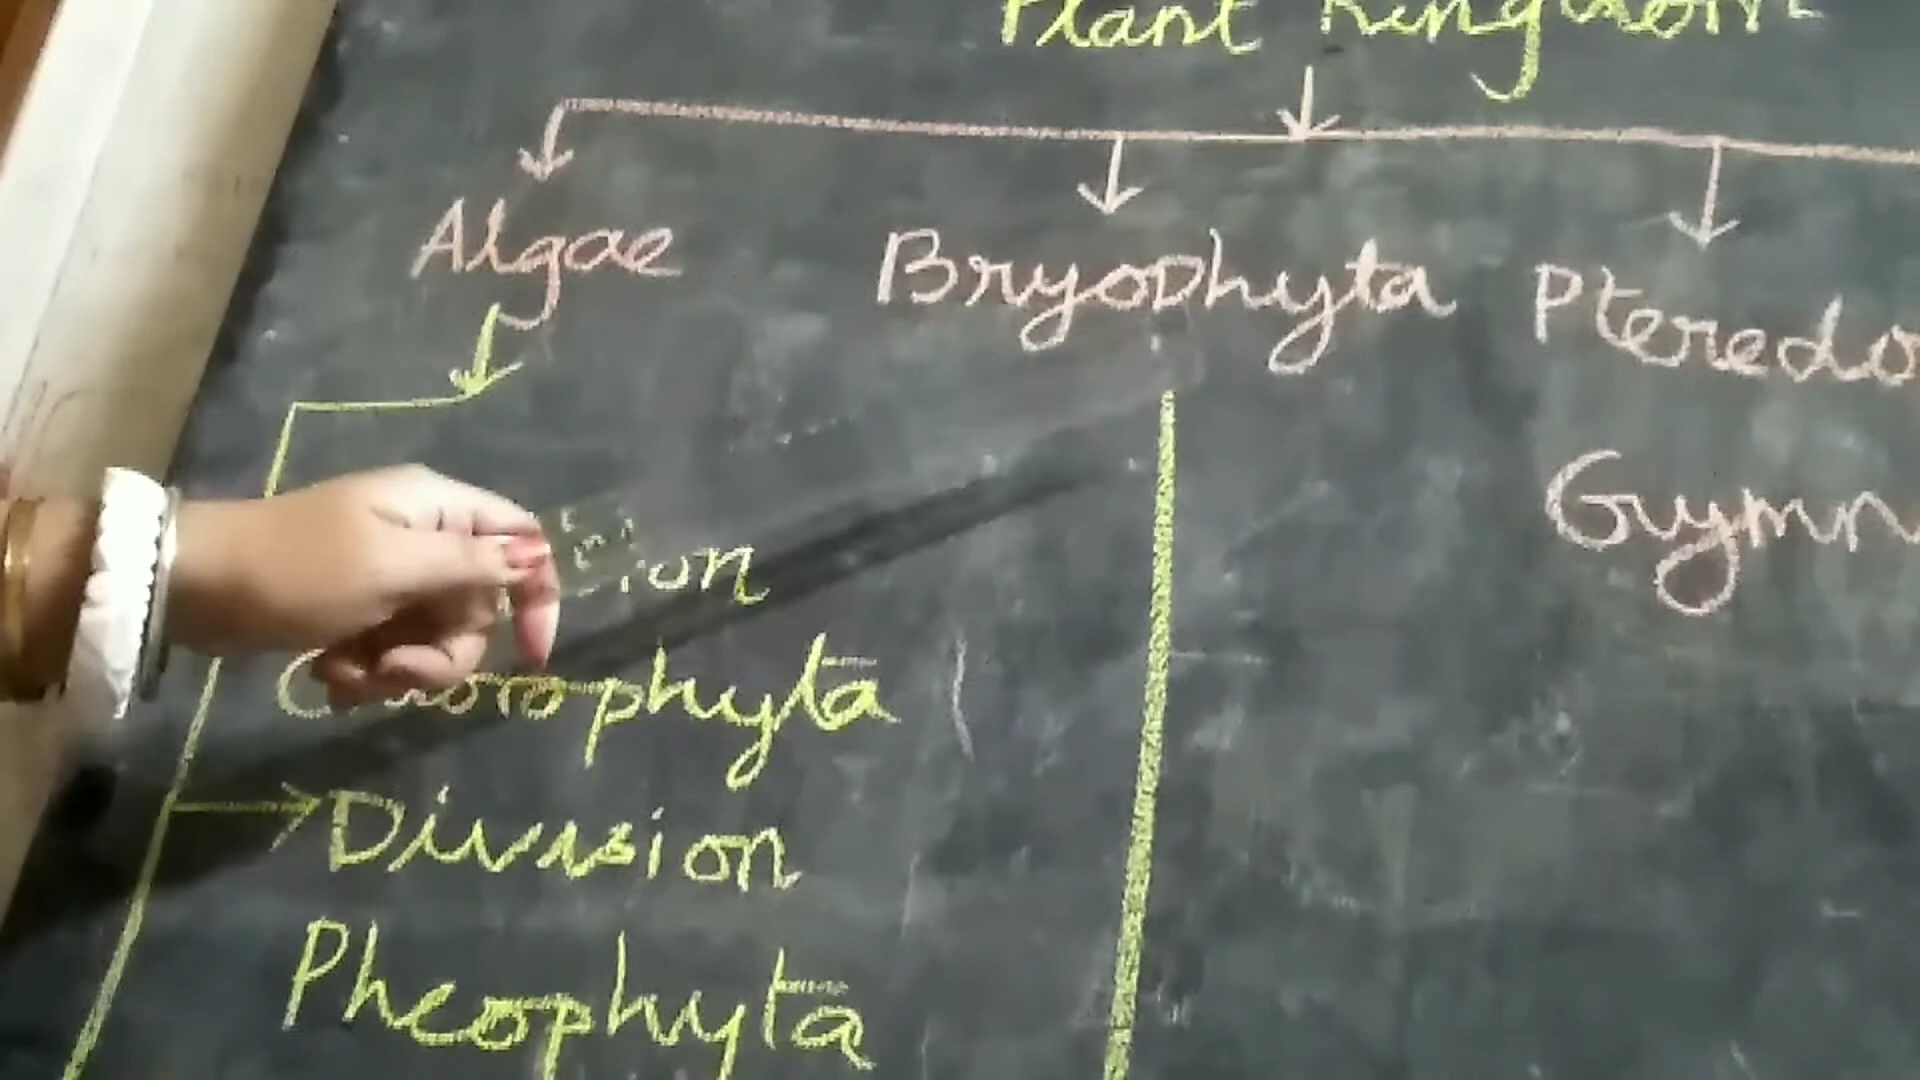 Plant Kingdom
Algae
Bryophyta
Pteredo
Gymn
ion
phyta
Division
Pheophyta